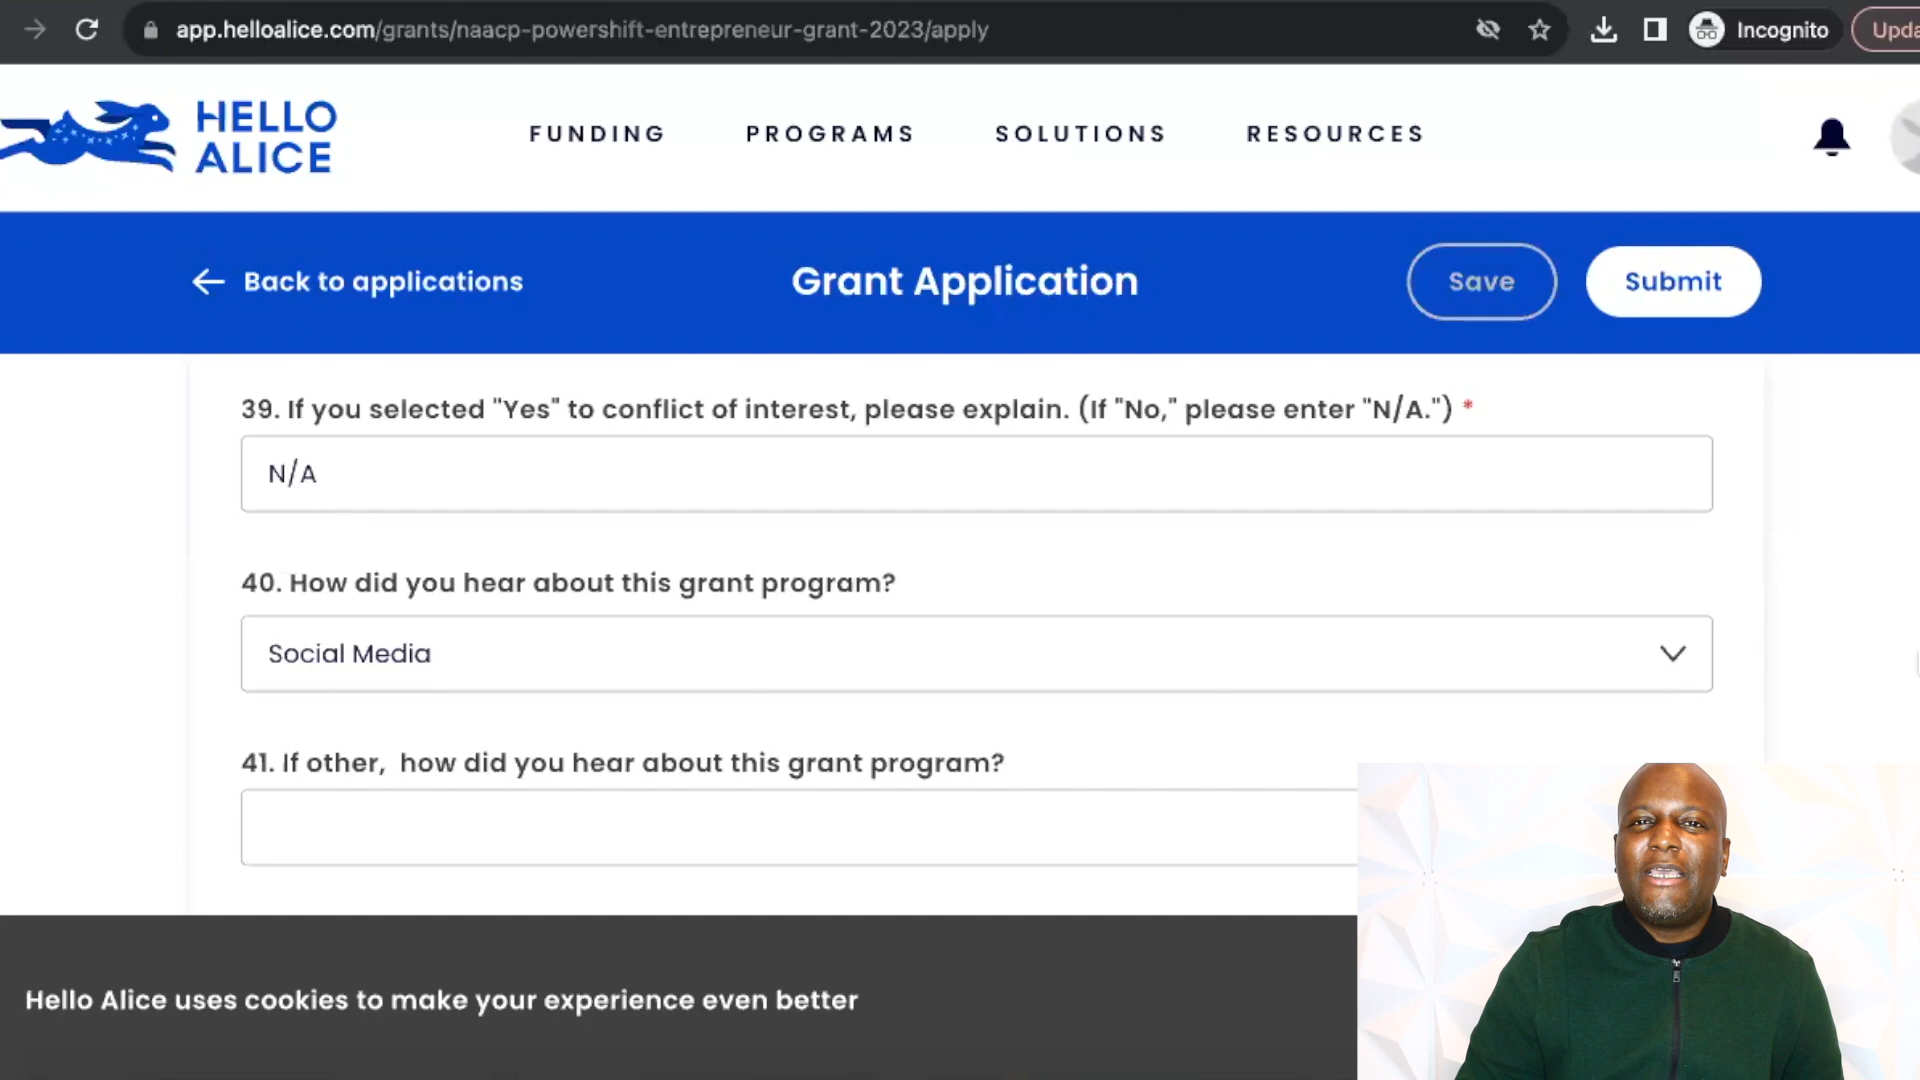 app.helloalice.com/grants/naacp-powershift-entrepreneur-grant-2023/apply
Incognito
HELLO
ALICE
FUNDING
PROGRAMS
SOLUTIONS
RESOURCES
Back to applications
Grant Application
Save
Submit
39. If you selected "Yes" to conflict of interest, please explain. (If "No," please enter "N/A.") *
N/A
40. How did you hear about this grant program?
Social Media
41. If other, how did you hear about this grant program?
Hello Alice uses cookies to make your experience even better